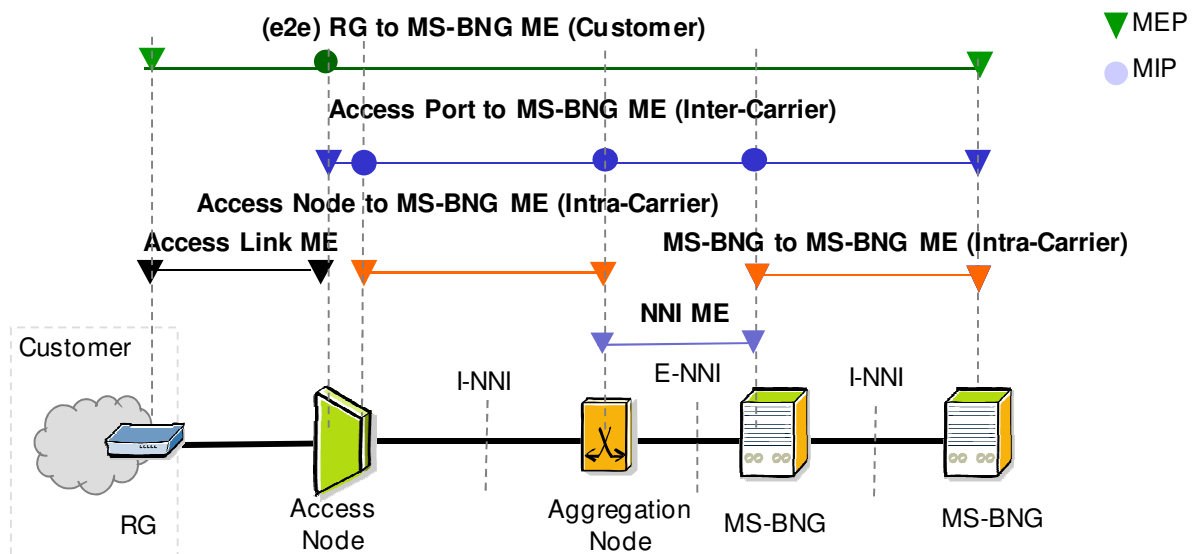 (e2e) RG to MS-BNG ME (Customer)
MEP
MIP
Access Port to MS-BNG ME (Inter-Carrier)
Access Node to MS-BNG ME (Intra-Carrier)
Access Link ME
MS-BNG to MS-BNG ME (Intra-Carrier)
NNI ME
Customer
I-NNI
E-NNI
I-NNI
RG
Access
Node
Aggregation
Node
MS-BNG
MS-BNG